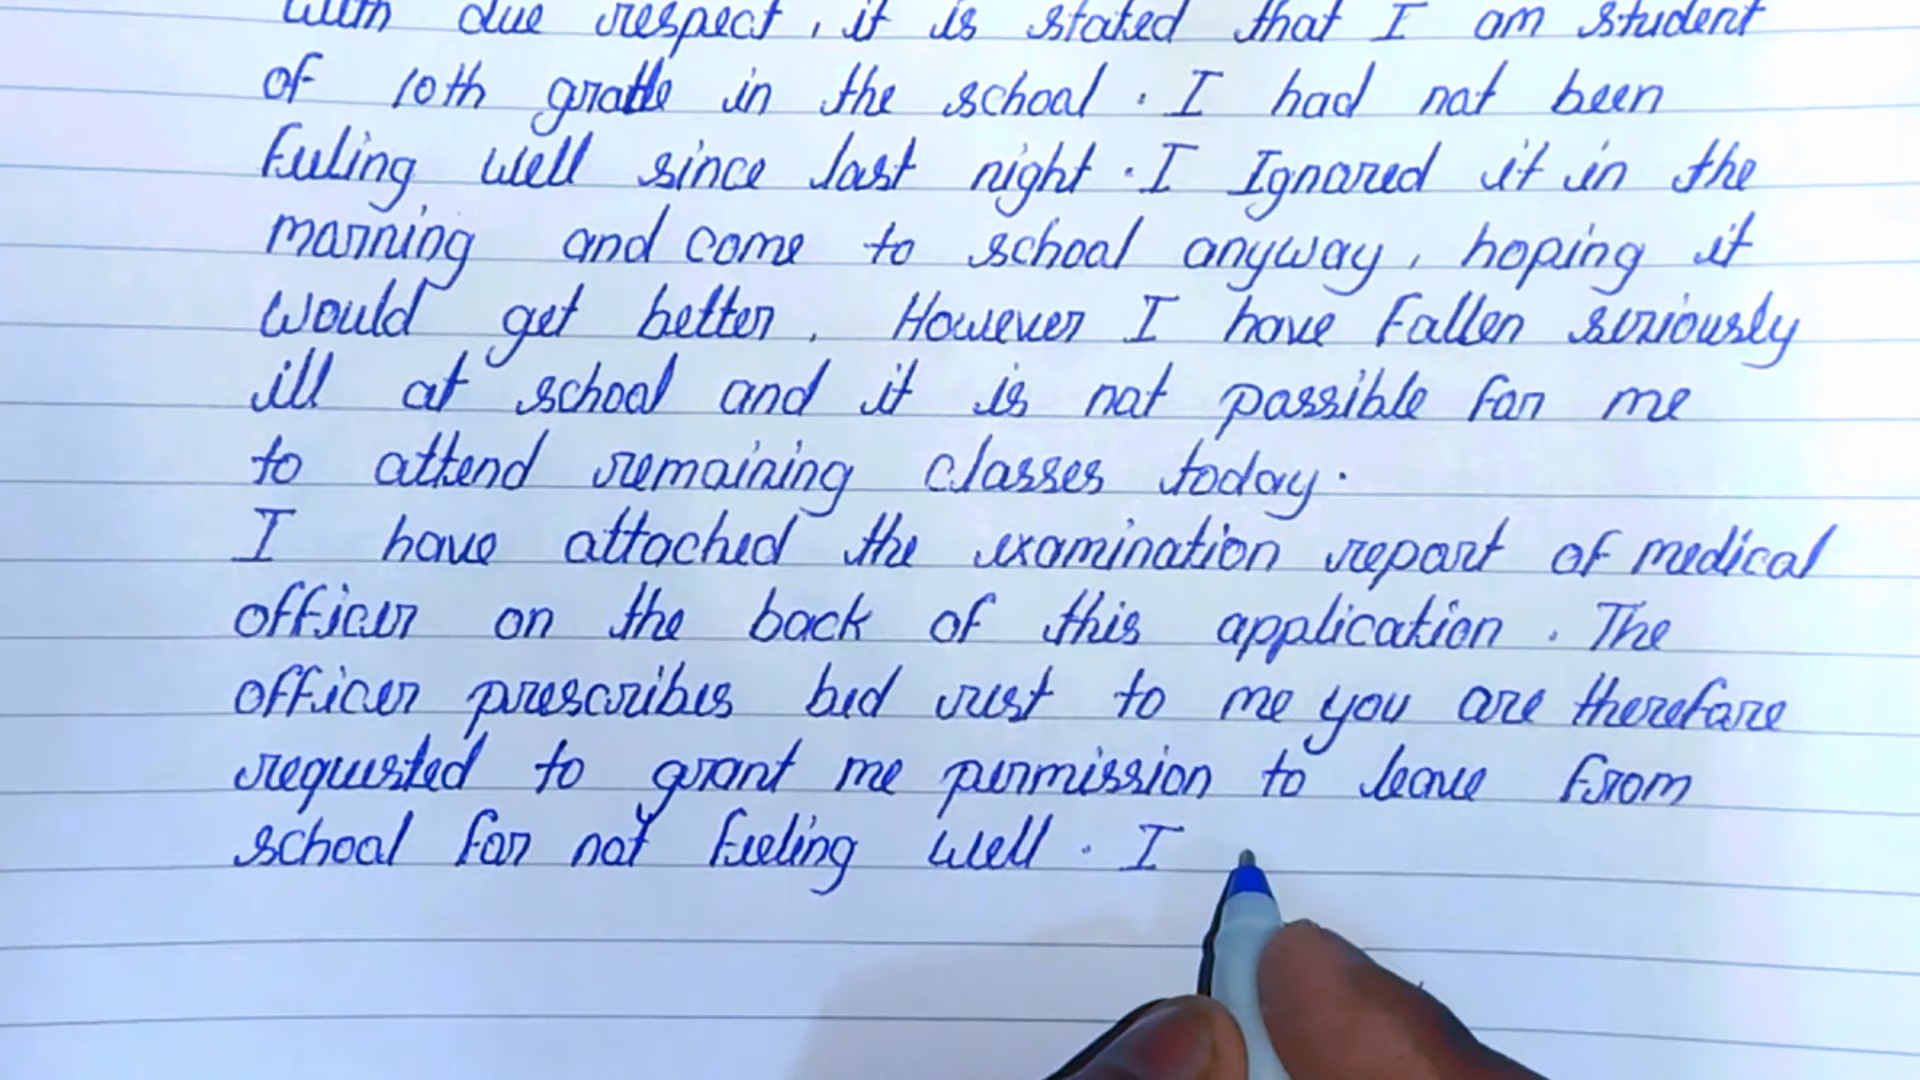 with due respect, it is stated that I am student
of 10th grade in the school. I had not been
feeling well since last night. I Ignored it in the
morning and come to school anyway, hoping it
would get better. However I have fallen seriously
ill at school and it is not possible for me
to attend remaining classes today.
I have attached the examination report of medical
officer on the back of this application. The
officer prescribes bed rest to me you are therefore
requested to grant me permission to leave from
school for not feeling well. I